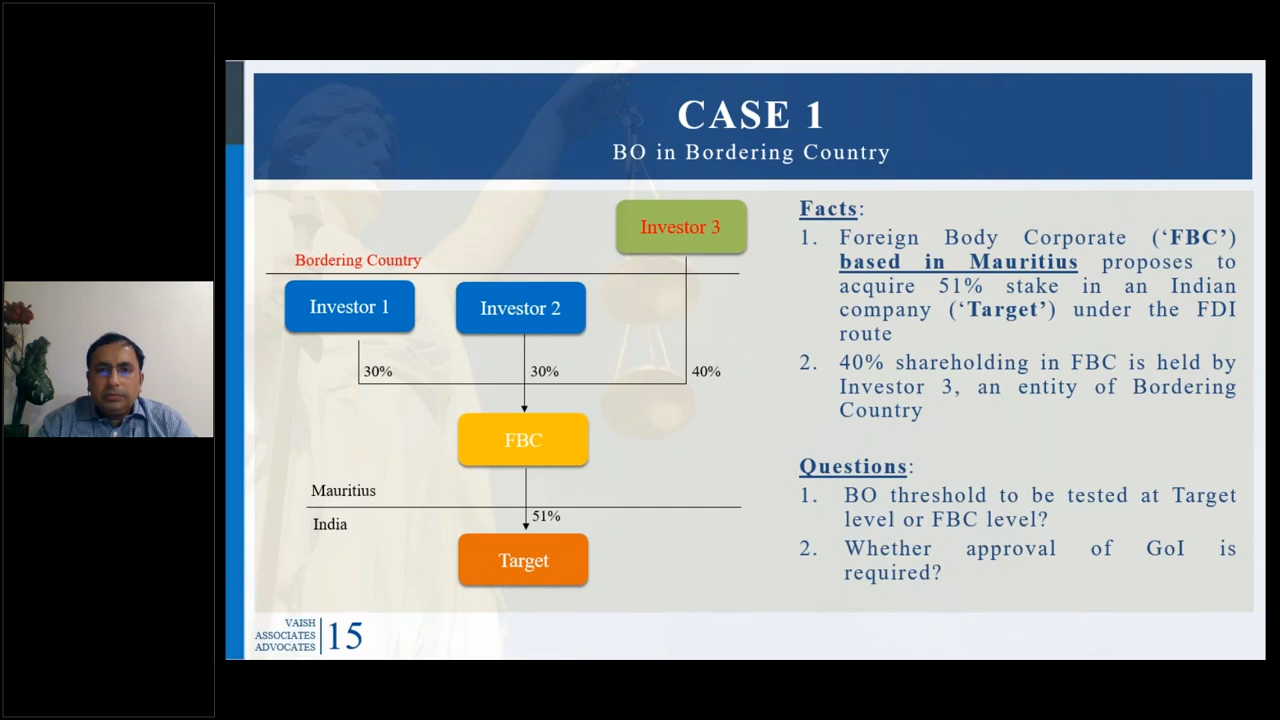 CASE 1
BO in Bordering Country
Investor 3
Bordering Country
Investor 1
Investor 2
30%
30%
40%
FBC
Mauritius
India
51%
Target
Facts:
1. Foreign Body Corporate (‘FBC’)
based in Mauritius proposes to
acquire 51% stake in an Indian
company (‘Target’) under the FDI
route
2. 40% shareholding in FBC is held by
Investor 3, an entity of Bordering
Country
Questions:
1. BO threshold to be tested at Target
level or FBC level?
2. Whether approval of GoI is
required?
VAISH
ASSOCIATES
ADVOCATES
15